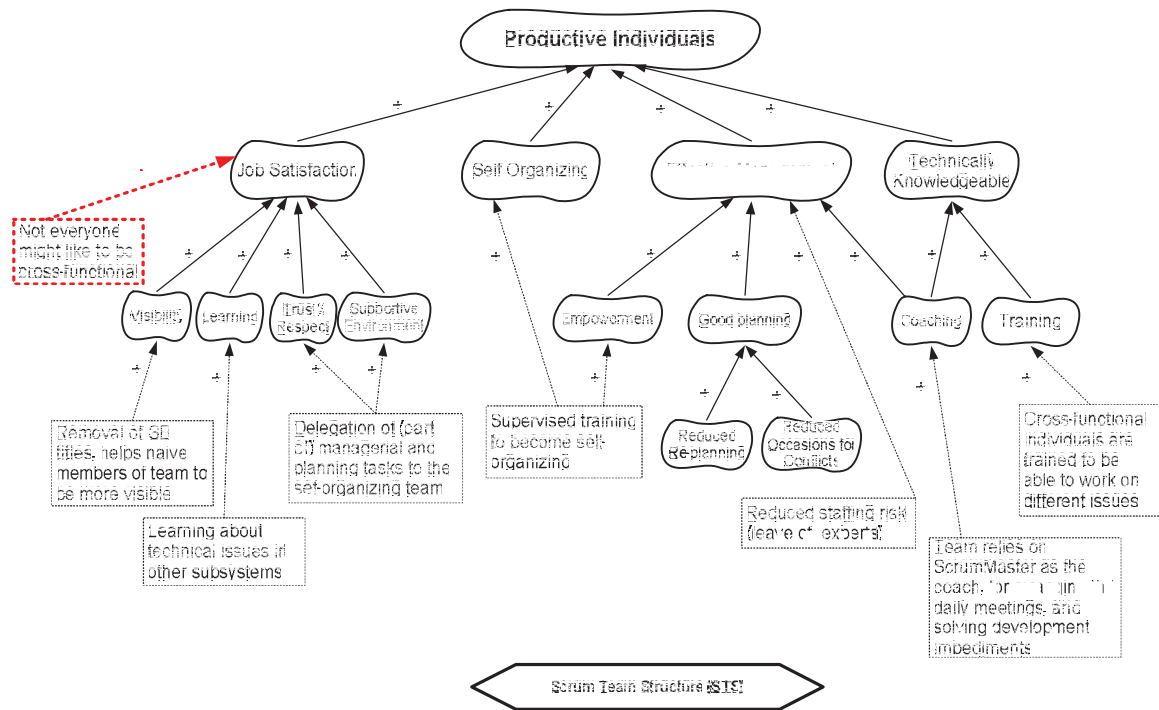 Productive Individuals
+
+
+
+
Job Satisfaction
Self Organizing
Technically
Knowledgeable
Not everyone
might like to be
cross-functional
+
+
+
+
+
+
+
+
+
+
+
Visibility
Learning
Trust/
Respect
Supportive
Environment
Empowerment
Good planning
Coaching
Training
+
+
+
+
+
+
+
+
+
Removal of SD
titles, helps naive
members of team to
be more visible
Delegation of (part
of) managerial and
planning tasks to the
self-organizing team
Supervised training
to become self-
organizing
Reduced
Re-planning
Reduced
Occasions for
Conflicts
Cross-functional
individuals are
trained to be
able to work on
different issues
Learning about
technical issues in
other subsystems
Reduced staffing risk
(leave of experts)
Team relies on
ScrumMaster as the
coach, for
daily meetings, and
solving development
imbediments
Scrum Team Structure (STS)